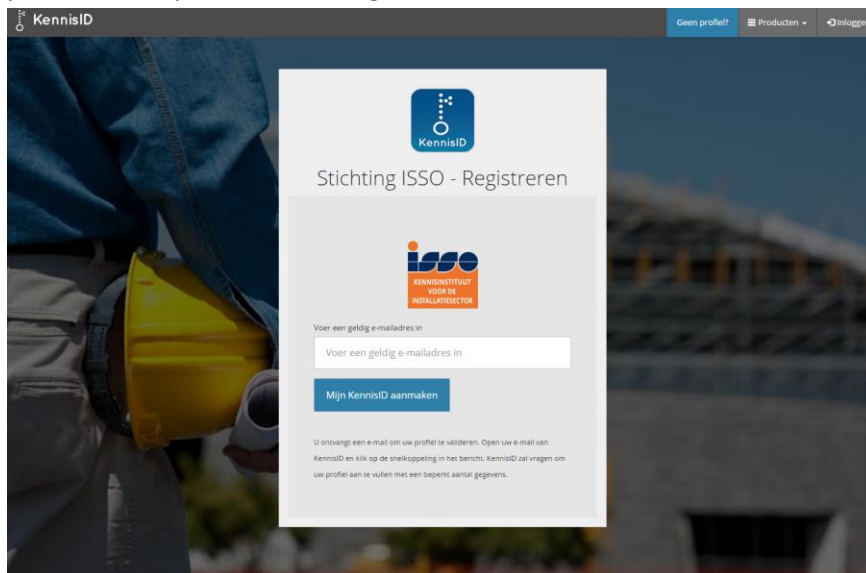 KennisID
Geen profiel?
Producten
Inlogge
KennisID
Stichting ISSO - Registreren
isso
KENNISINSTITUUT
VOOR DE
INSTALLATIESECTOR
Voer een geldig e-mailadres in
Voer een geldig e-mailadres in
Mijn KennisID aanmaken
U ontvangt een e-mail om uw profiel te valideren. Open uw e-mail van
KennisID en klik op de snelkoppeling in het bericht. KennisID zal vragen om
uw profiel aan te vullen met een beperkt aantal gegevens.